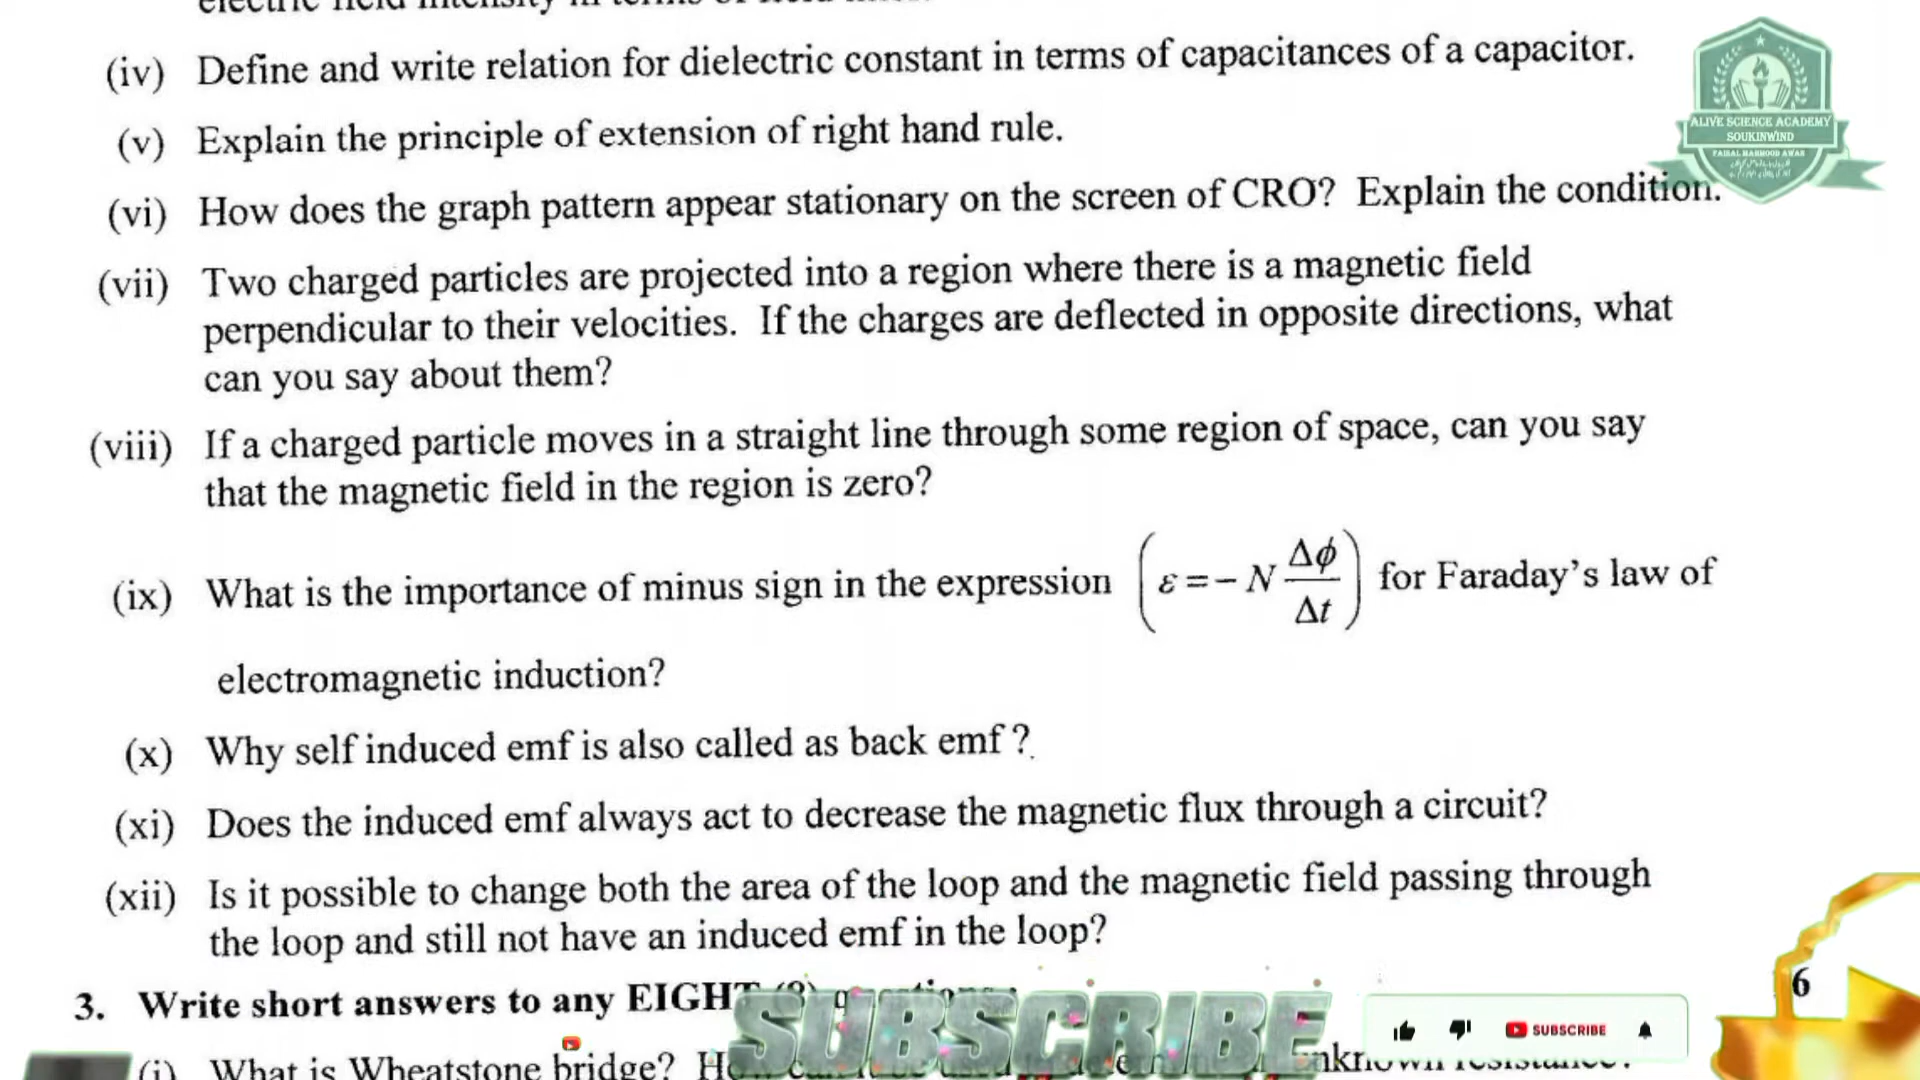 (iv) Define and write relation for dielectric constant in terms of capacitances of a capacitor.
(v) Explain the principle of extension of right hand rule.
(vi) How does the graph pattern appear stationary on the screen of CRO? Explain the condition.
(vii) Two charged particles are projected into a region where there is a magnetic field
perpendicular to their velocities. If the charges are deflected in opposite directions, what
can you say about them?
(viii) If a charged particle moves in a straight line through some region of space, can you say
that the magnetic field in the region is zero?
(ix) What is the importance of minus sign in the expression (ε = − N Δϕ/Δt) for Faraday's law of
electromagnetic induction?
(x) Why self induced emf is also called as back emf ?
(xi) Does the induced emf always act to decrease the magnetic flux through a circuit?
(xii) Is it possible to change both the area of the loop and the magnetic field passing through
the loop and still not have an induced emf in the loop?
3. Write short answers to any EIGHT 6
(i) What is Wheatstone bridge?
ALIVE SCIENCE ACADEMY
SOUKINWIND
FAISAL MAHMOOD AWAN
SUBSCRIBE
SUBSCRIBE